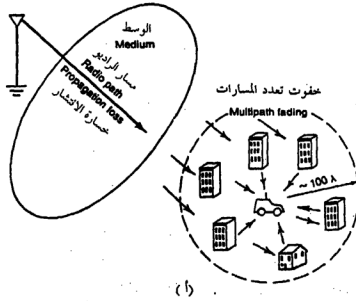 الوسط
Medium
مسار الراديو
Radio path
Propagation loss
خسارة الانتشار
خفوت تعدد المسارات
Multipath fading
~ 100 λ
(أ)